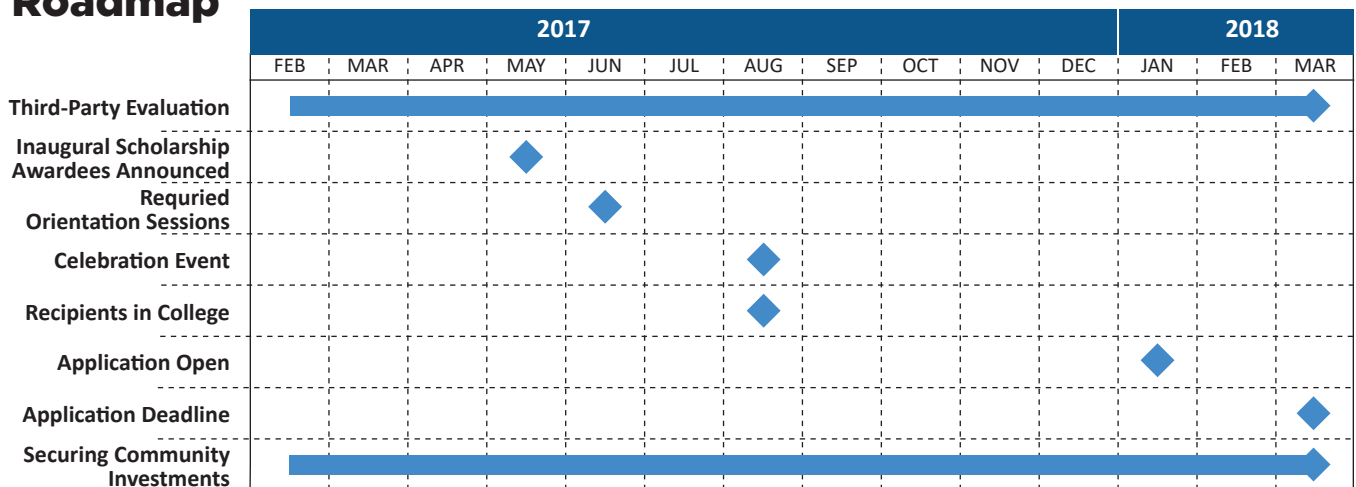 Roadmap
2017 2018
FEB MAR APR MAY JUN JUL AUG SEP OCT NOV DEC JAN FEB MAR
Third-Party Evaluation
Inaugural Scholarship
Awardees Announced
Requried
Orientation Sessions
Celebration Event
Recipients in College
Application Open
Application Deadline
Securing Community
Investments